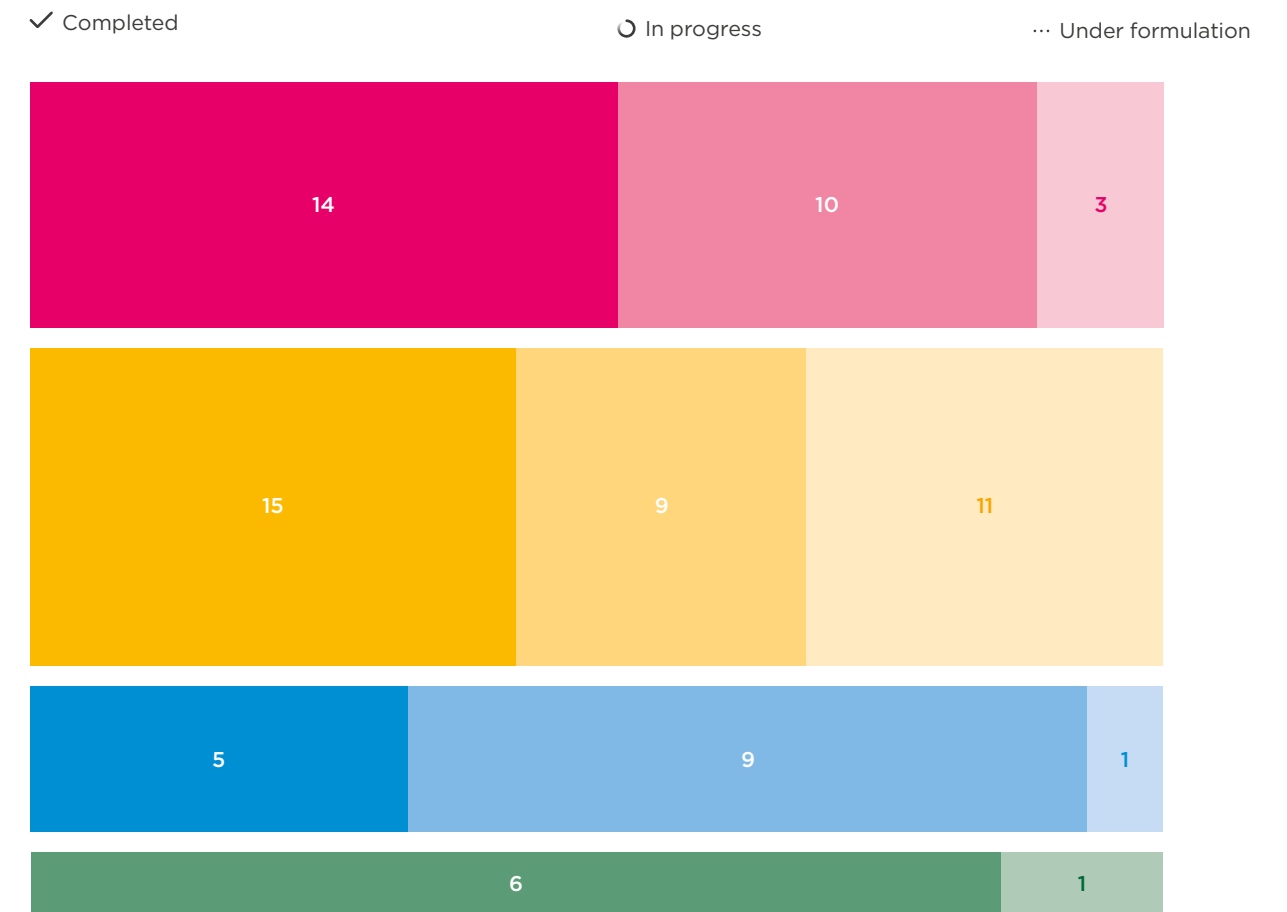 Completed
In progress
Under formulation
14 10 3
15 9 11
5 9 1
6 1